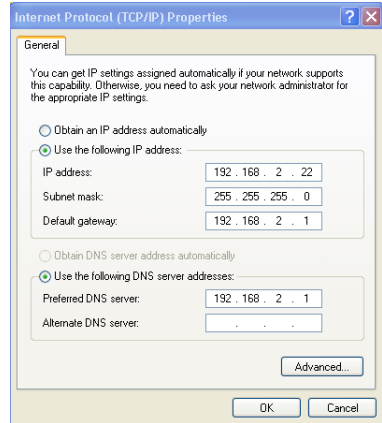 Internet Protocol (TCP/IP) Properties
General
You can get IP settings assigned automatically if your network supports
this capability. Otherwise, you need to ask your network administrator for
the appropriate IP settings.
Obtain an IP address automatically
Use the following IP address:
IP address: 192 . 168 . 2 . 22
Subnet mask: 255 . 255 . 255 . 0
Default gateway: 192 . 168 . 2 . 1
Obtain DNS server address automatically
Use the following DNS server addresses:
Preferred DNS server: 192 . 168 . 2 . 1
Alternate DNS server: . . .
Advanced...
OK Cancel